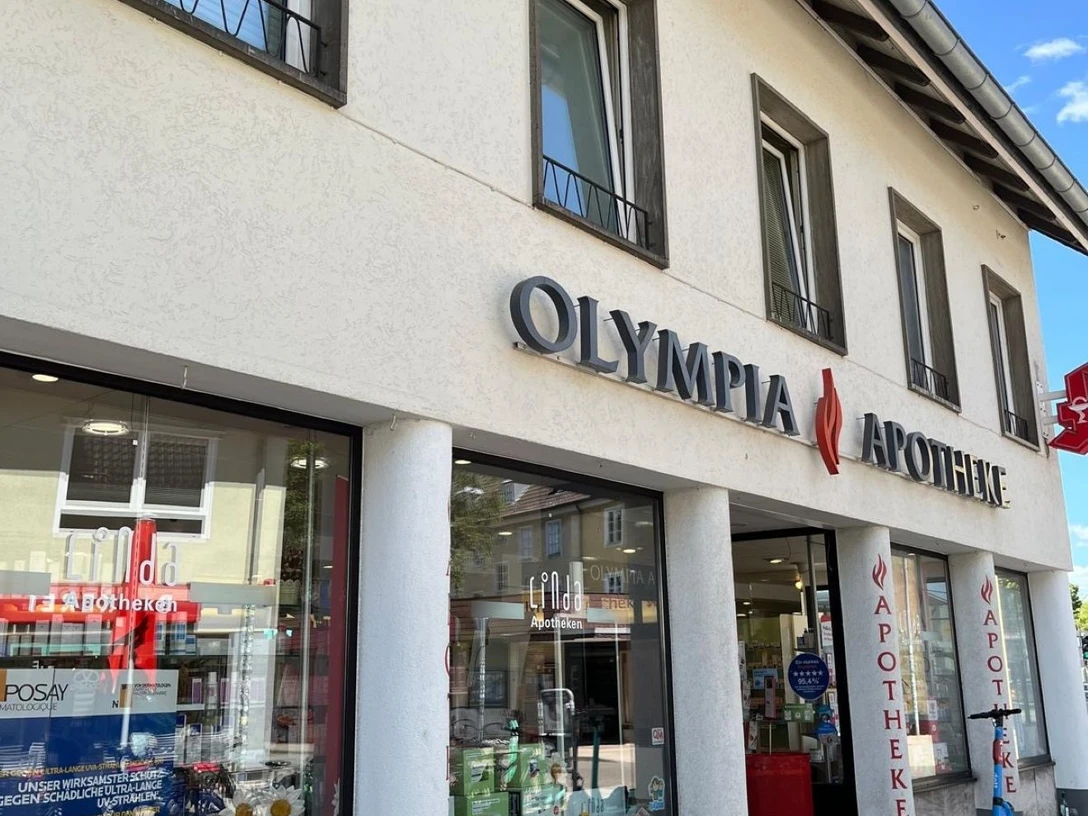 OLYMPIA APOTHEKE
Linda
Apotheken
Linda
Apotheken
POSAY
UNSER WIRKSAMSTER SCHUTZ
GEGEN SCHÄDLICHE ULTRA-LANGE
UV-STRAHLEN
95,4%
APOTHEKE
APOTHEKE